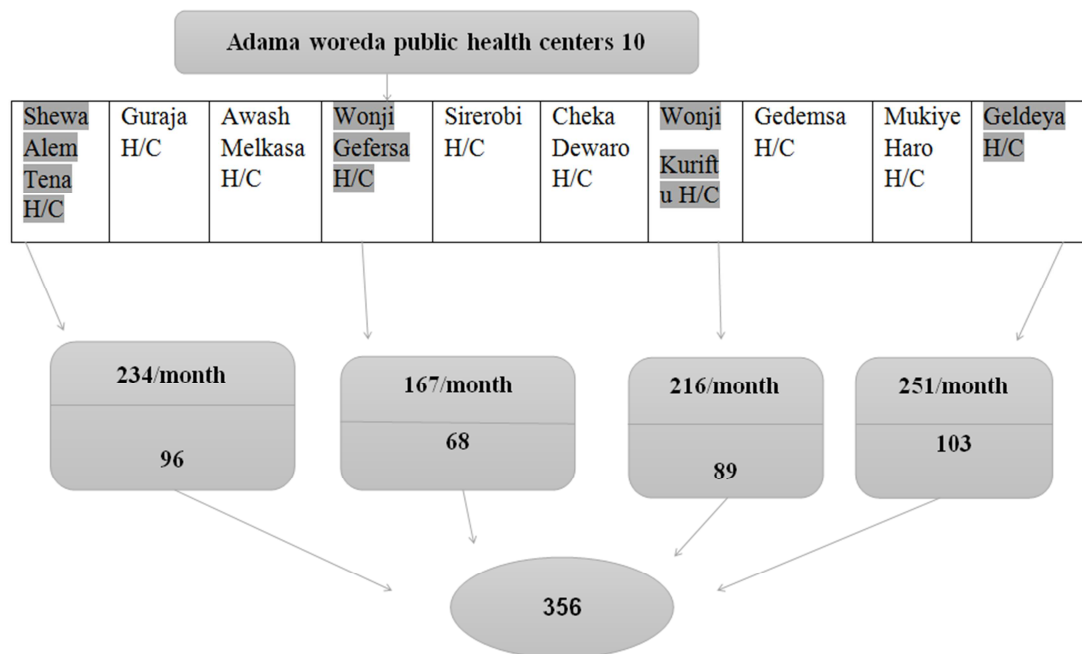 Adama woreda public health centers 10
Shewa
Alem
Tena
H/C
Guraja
H/C
Awash
Melkasa
H/C
Wonji
Gefersa
H/C
Sirerobi
H/C
Cheka
Dewaro
H/C
Wonji
Kurift
u H/C
Gedemsa
H/C
Mukiye
Haro
H/C
Geldeya
H/C
234/month
96
167/month
68
216/month
89
251/month
103
356